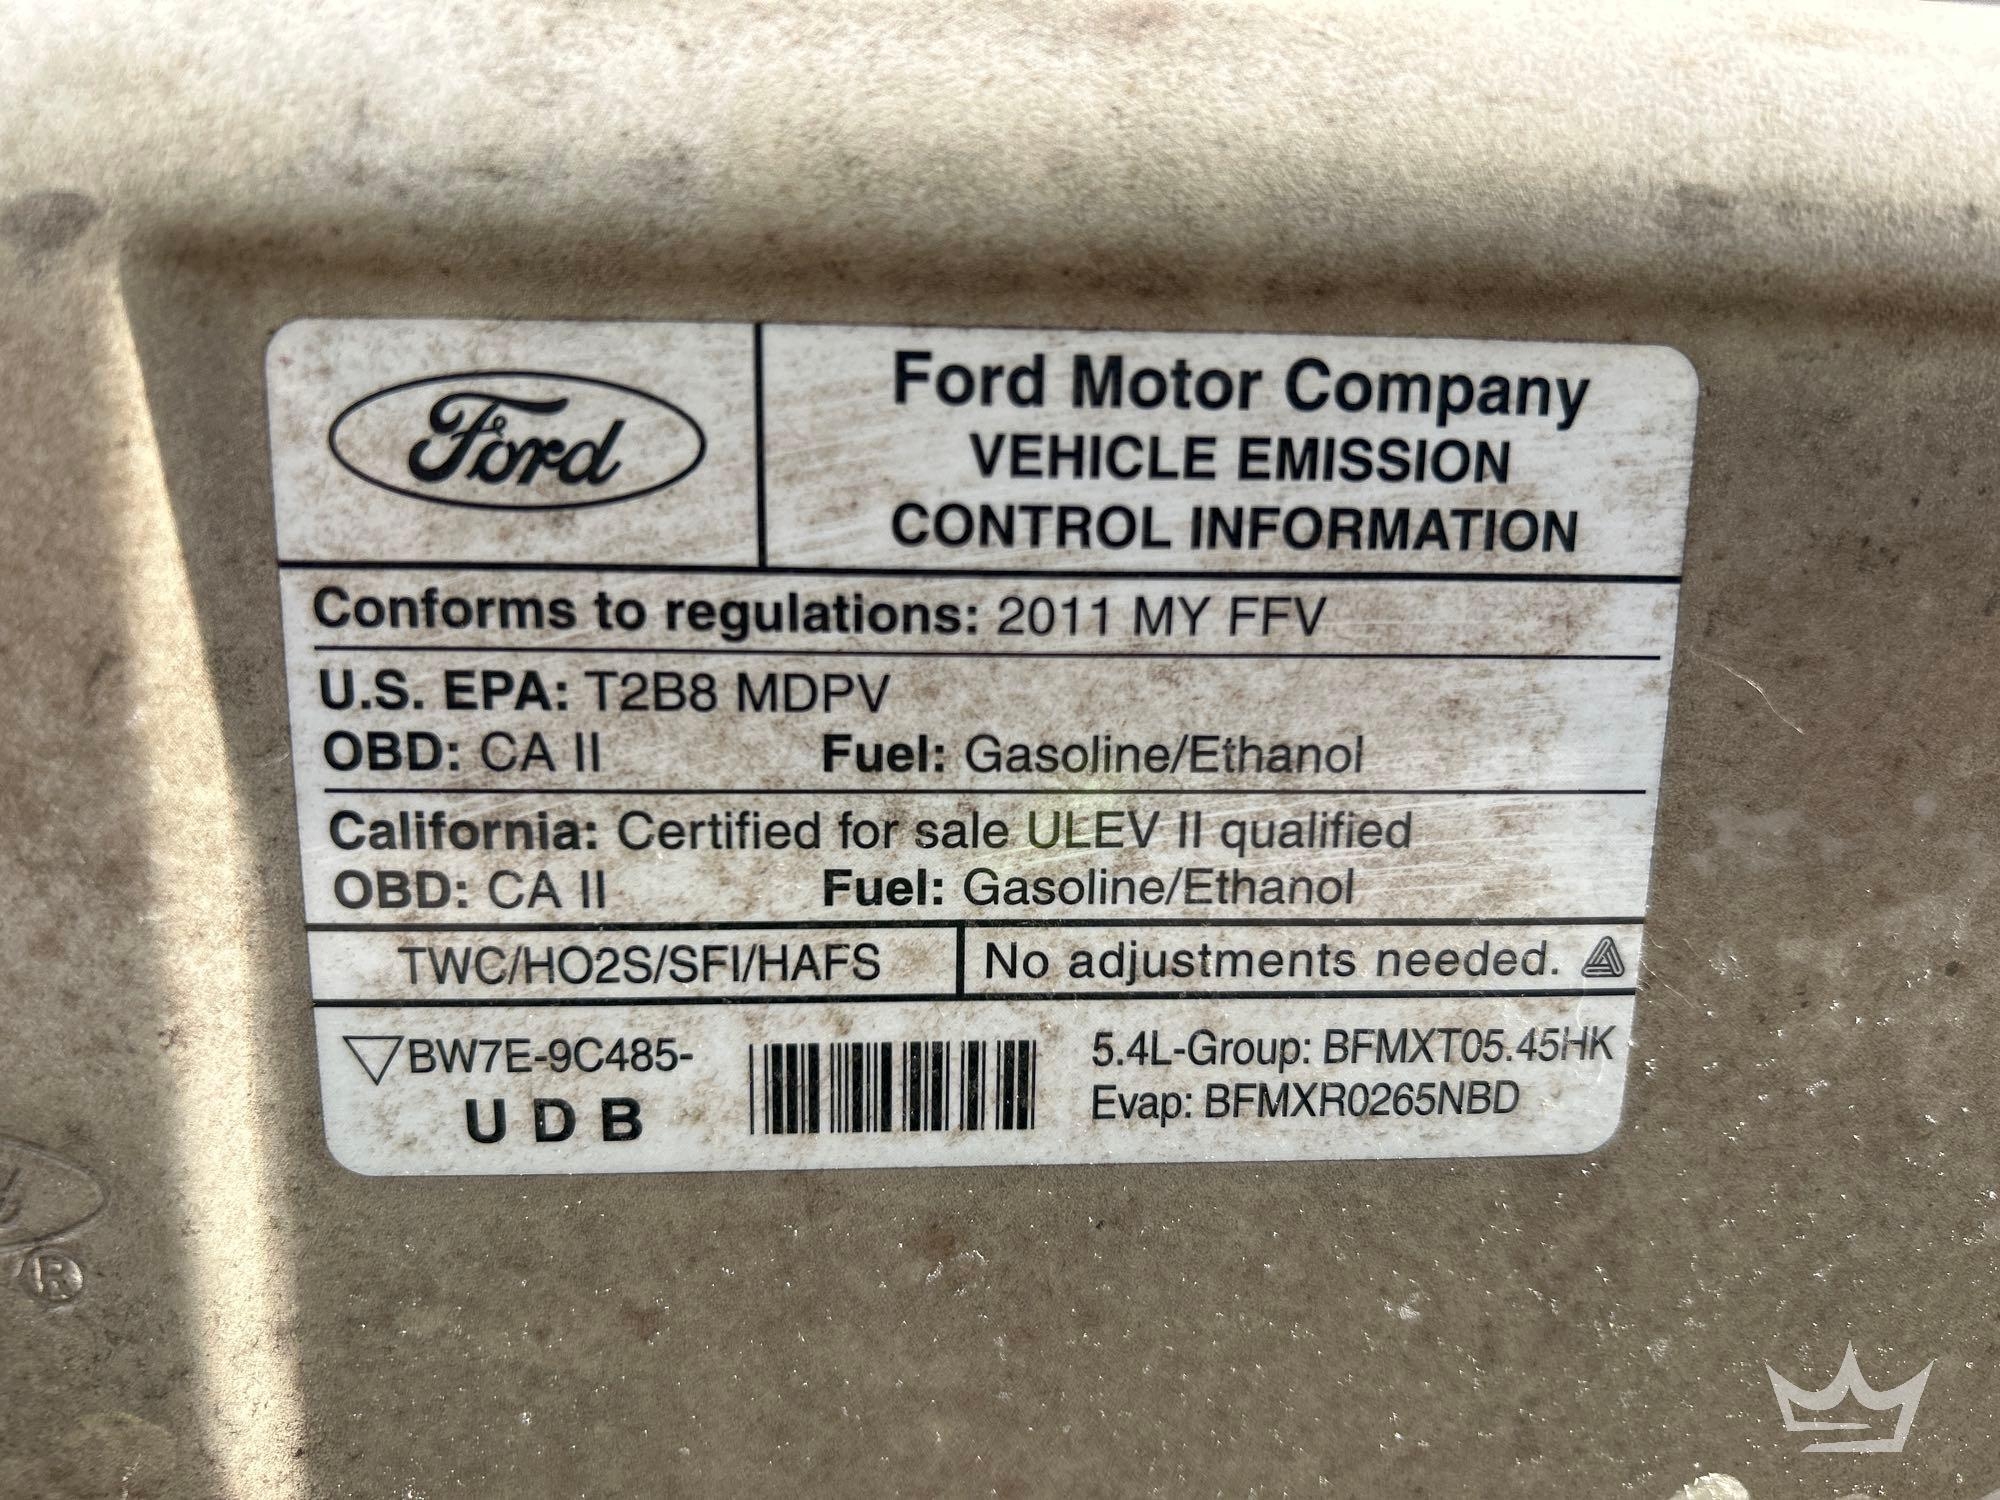 Ford
Ford Motor Company
VEHICLE EMISSION
CONTROL INFORMATION
Conforms to regulations: 2011 MY FFV
U.S. EPA: T2B8 MDPV
OBD: CA II Fuel: Gasoline/Ethanol
California: Certified for sale ULEV II qualified
OBD: CA II Fuel: Gasoline/Ethanol
TWC/HO2S/SFI/HAFS No adjustments needed.
BW7E-9C485- 5.4L-Group: BFMXT05.45HK
UDB Evap: BFMXR0265NBD
®